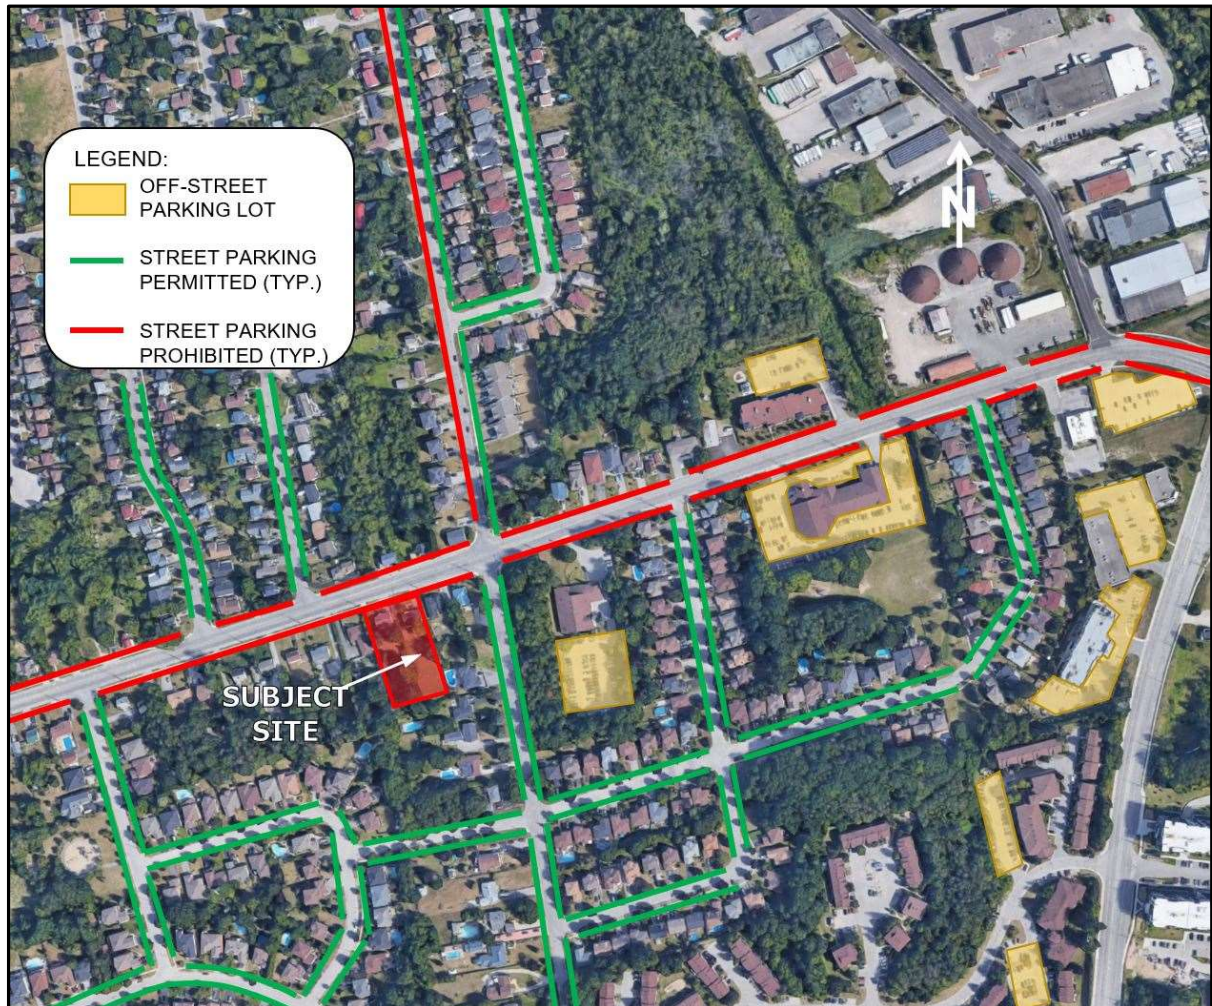 LEGEND:
OFF-STREET
PARKING LOT
STREET PARKING
PERMITTED (TYP.)
STREET PARKING
PROHIBITED (TYP.)
N
SUBJECT
SITE